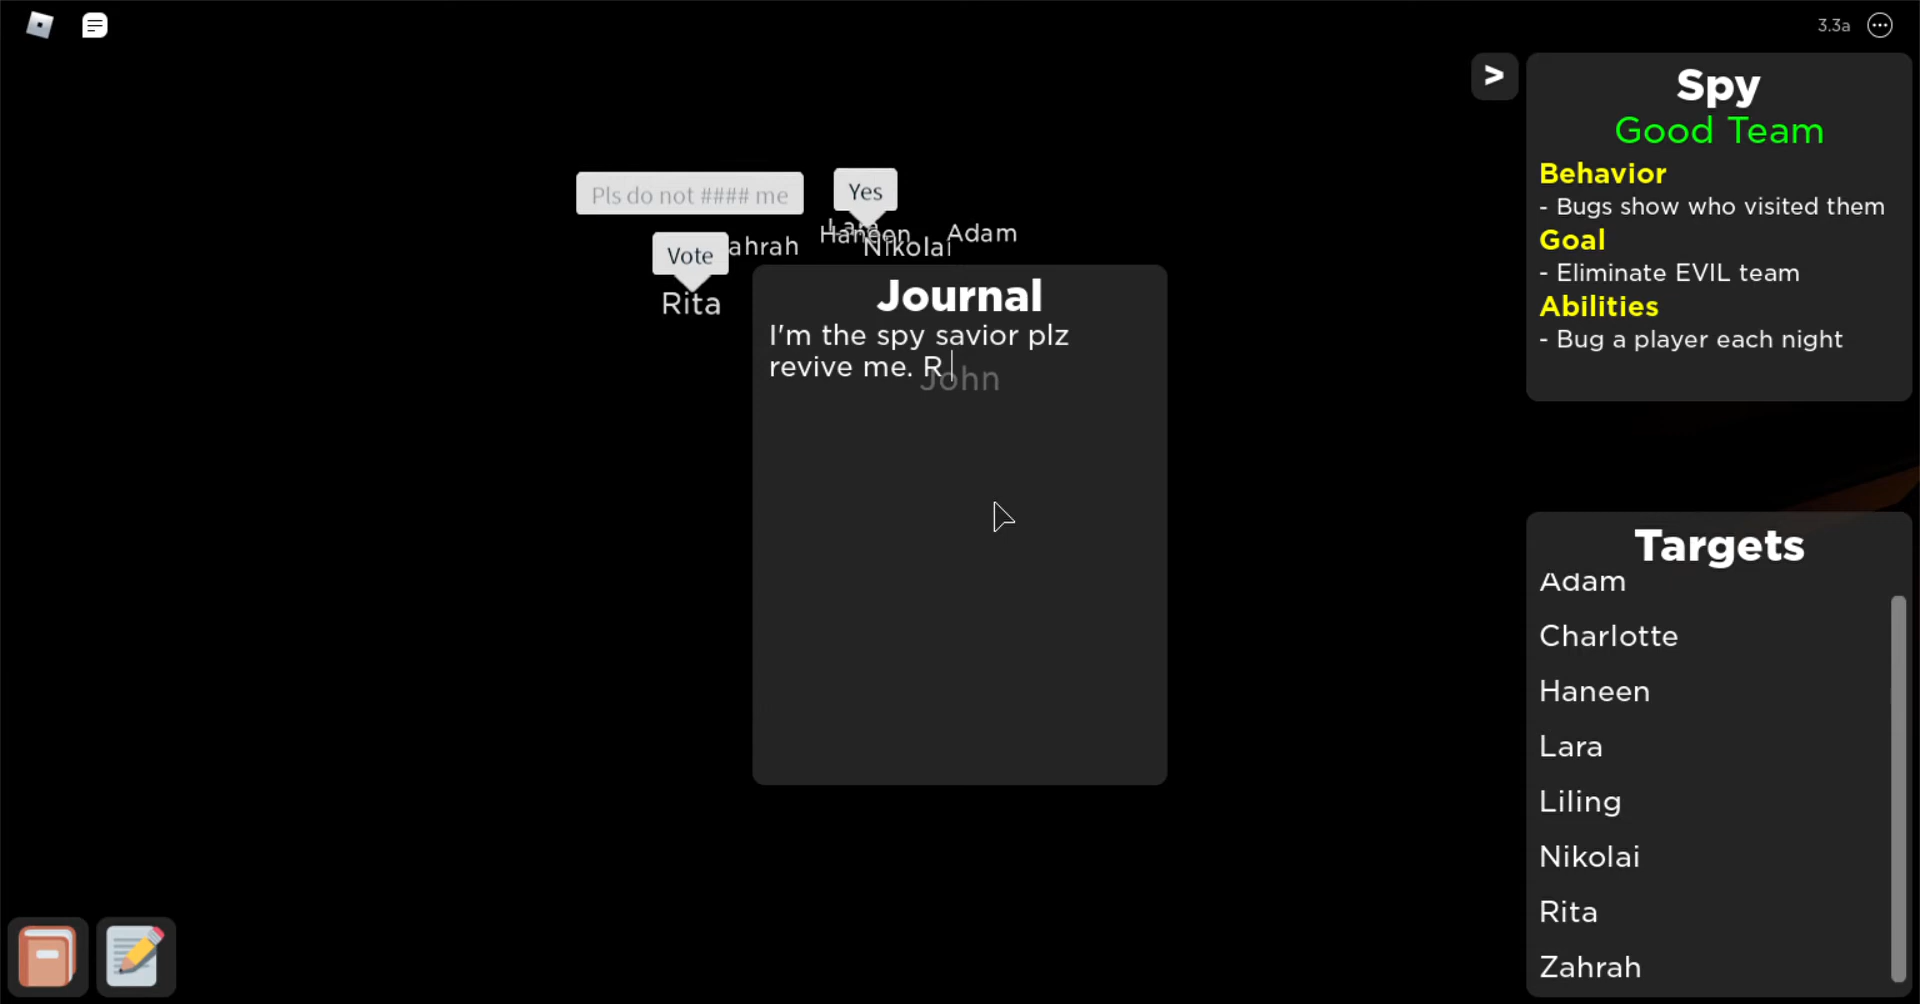 3.3a
>
Spy
Good Team
Behavior
- Bugs show who visited them
Goal
- Eliminate EVIL team
Abilities
- Bug a player each night
Pls do not #### me
Yes
Adam
Haneen
ahrah
Nikolai
Vote
Rita
Journal
I'm the spy savior plz
revive me. R
John
Targets
Adam
Charlotte
Haneen
Lara
Liling
Nikolai
Rita
Zahrah